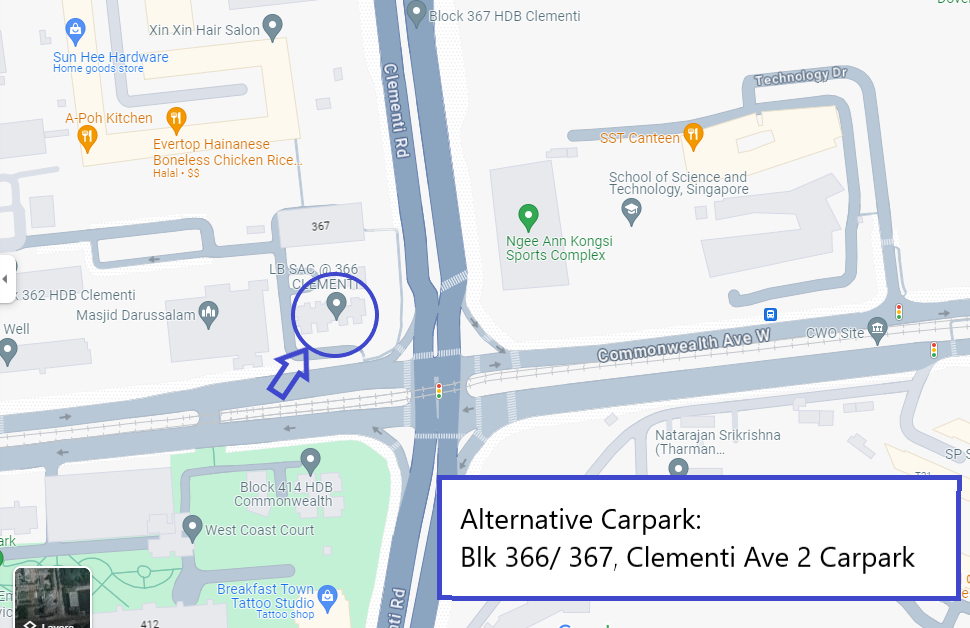 Block 367 HDB Clementi
Xin Xin Hair Salon
Sun Hee Hardware
Home goods store
Clementi Rd
Technology Dr
A-Poh Kitchen
Evertop Hainanese
Boneless Chicken Rice...
Halal • $$
SST Canteen
School of Science and
Technology, Singapore
367
Ngee Ann Kongsi
Sports Complex
LB SAC @ 366
CLEMENTI
362 HDB Clementi
Masjid Darussalam
Well
Commonwealth Ave W
CWO Site
Natarajan Srikrishna
(Tharman...
SP S
Block 414 HDB
Commonwealth
West Coast Court
Alternative Carpark:
Blk 366/ 367, Clementi Ave 2 Carpark
ark
Breakfast Town
Tattoo Studio
Tattoo shop
nti Rd
412
Layers